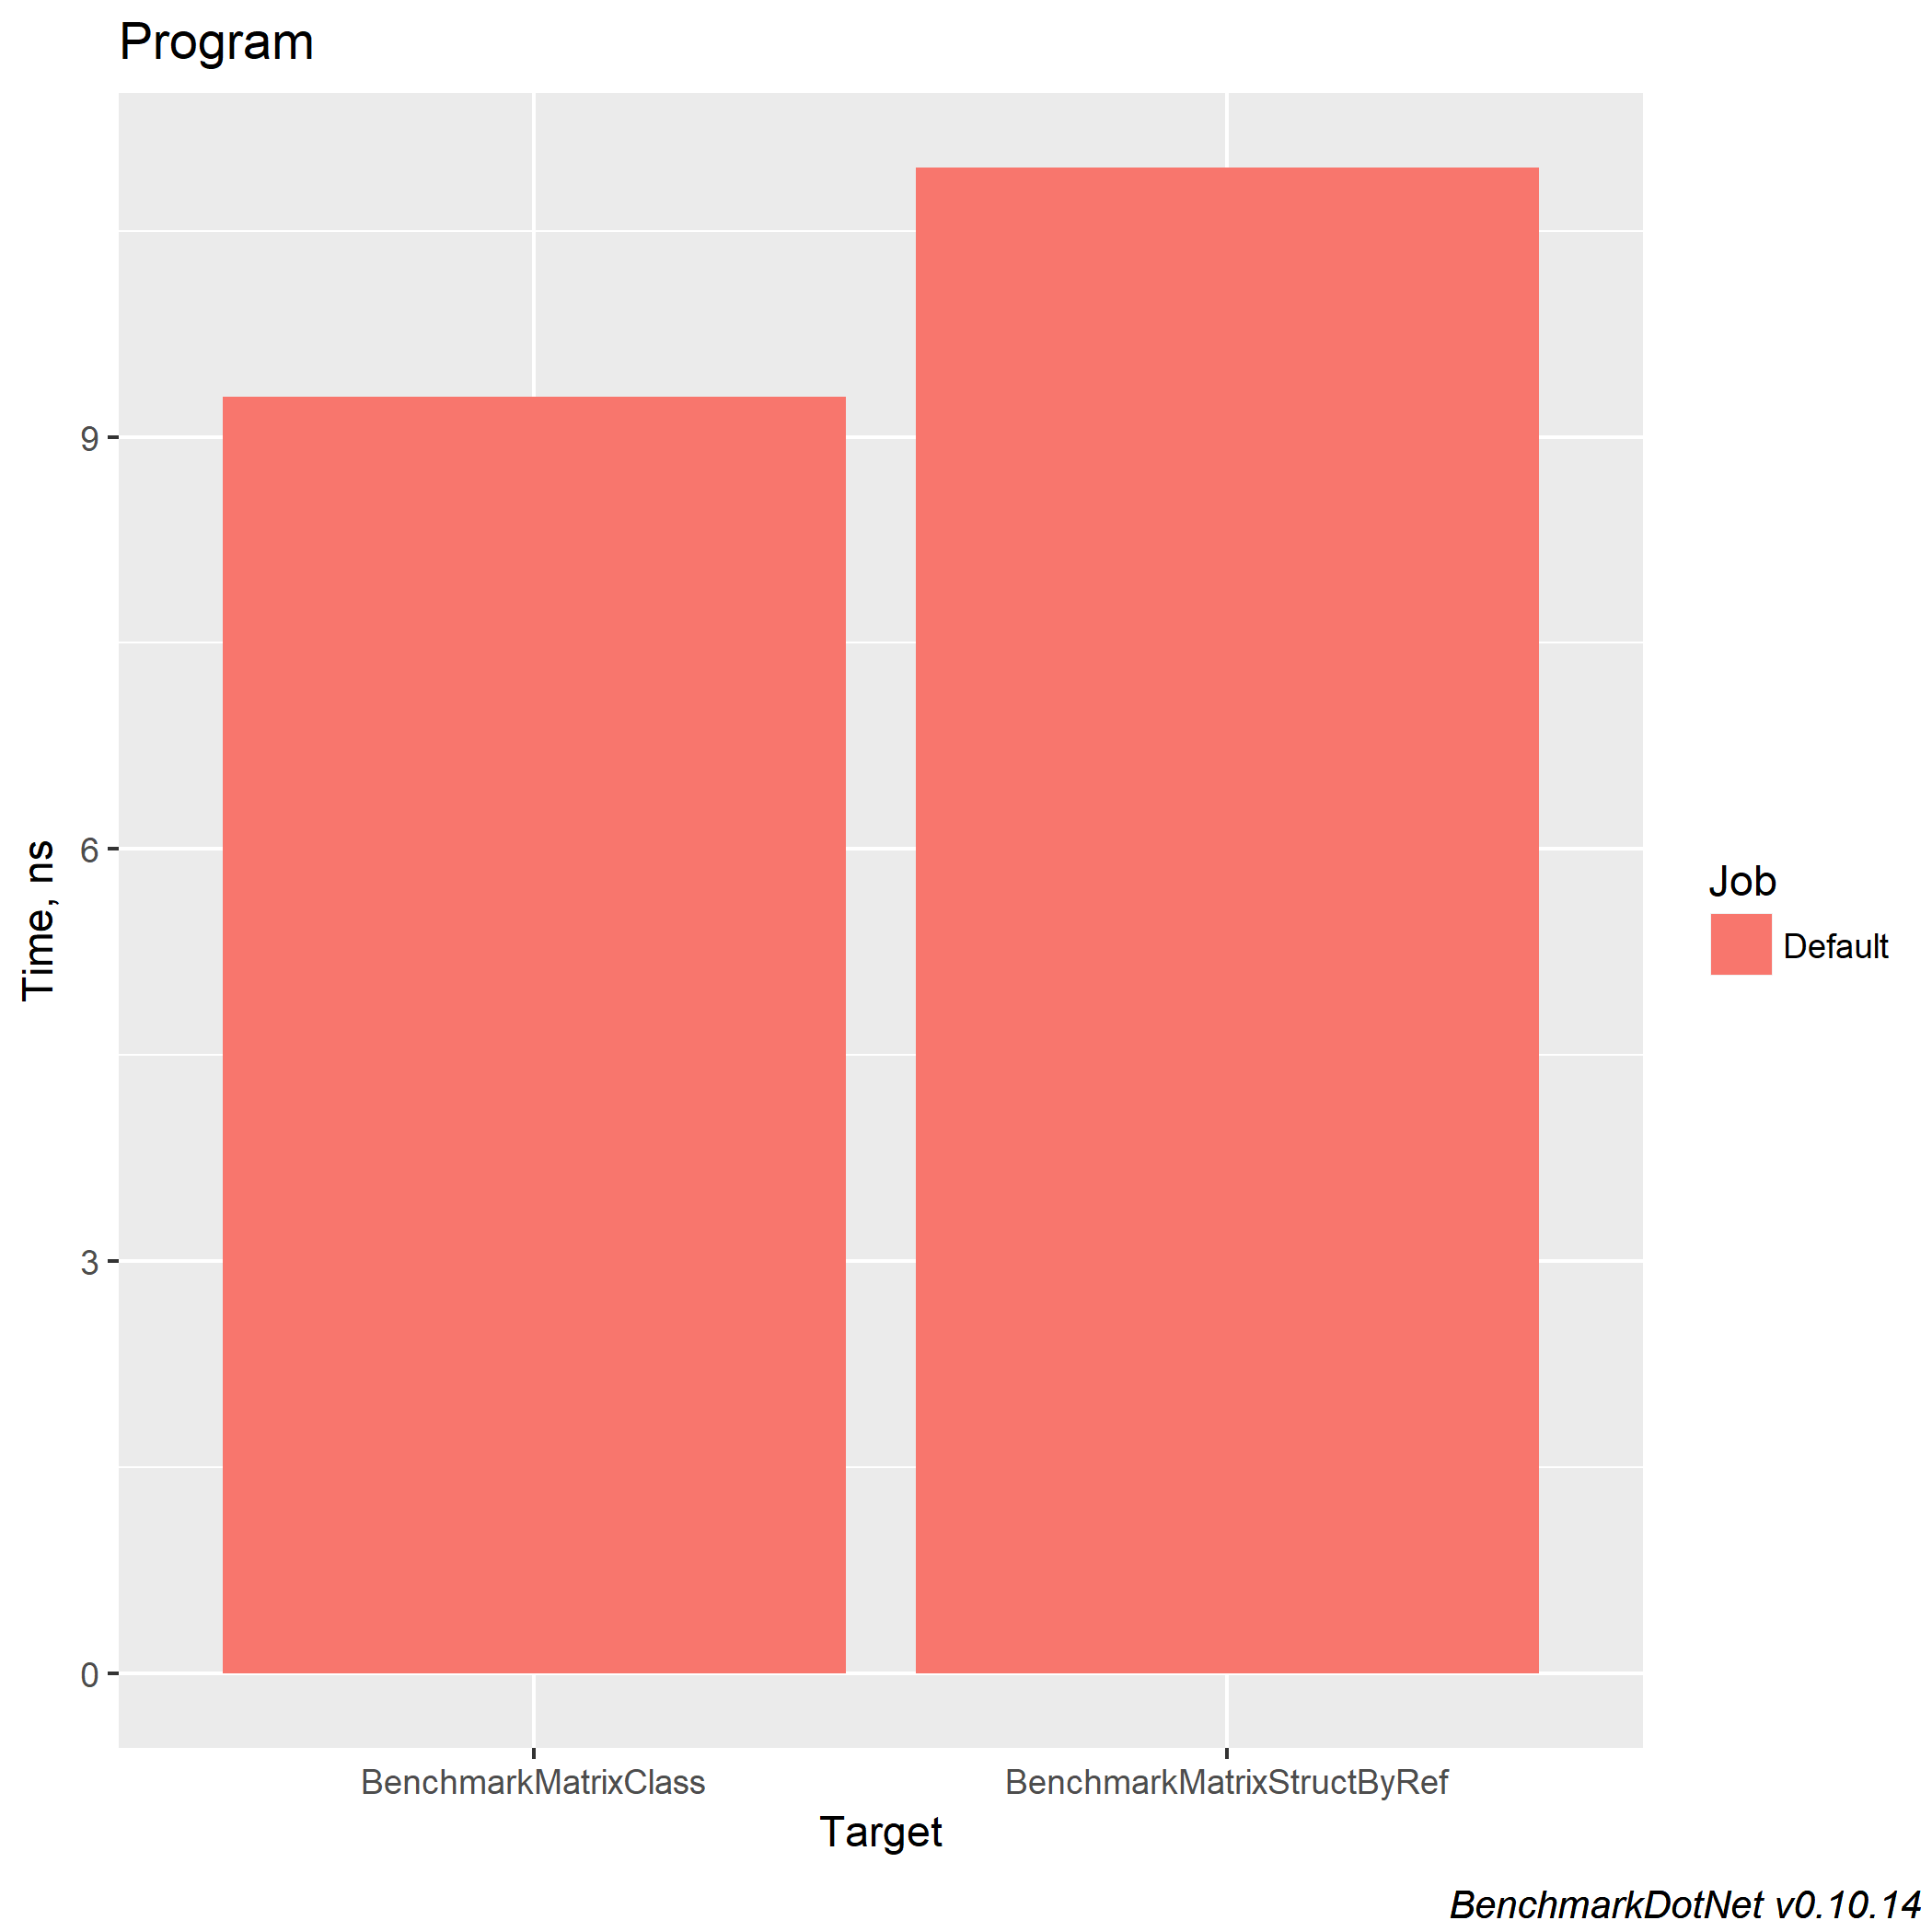 Program
Time, ns
9
6
3
0
BenchmarkMatrixClass
BenchmarkMatrixStructByRef
Target
Job
Default
BenchmarkDotNet v0.10.14